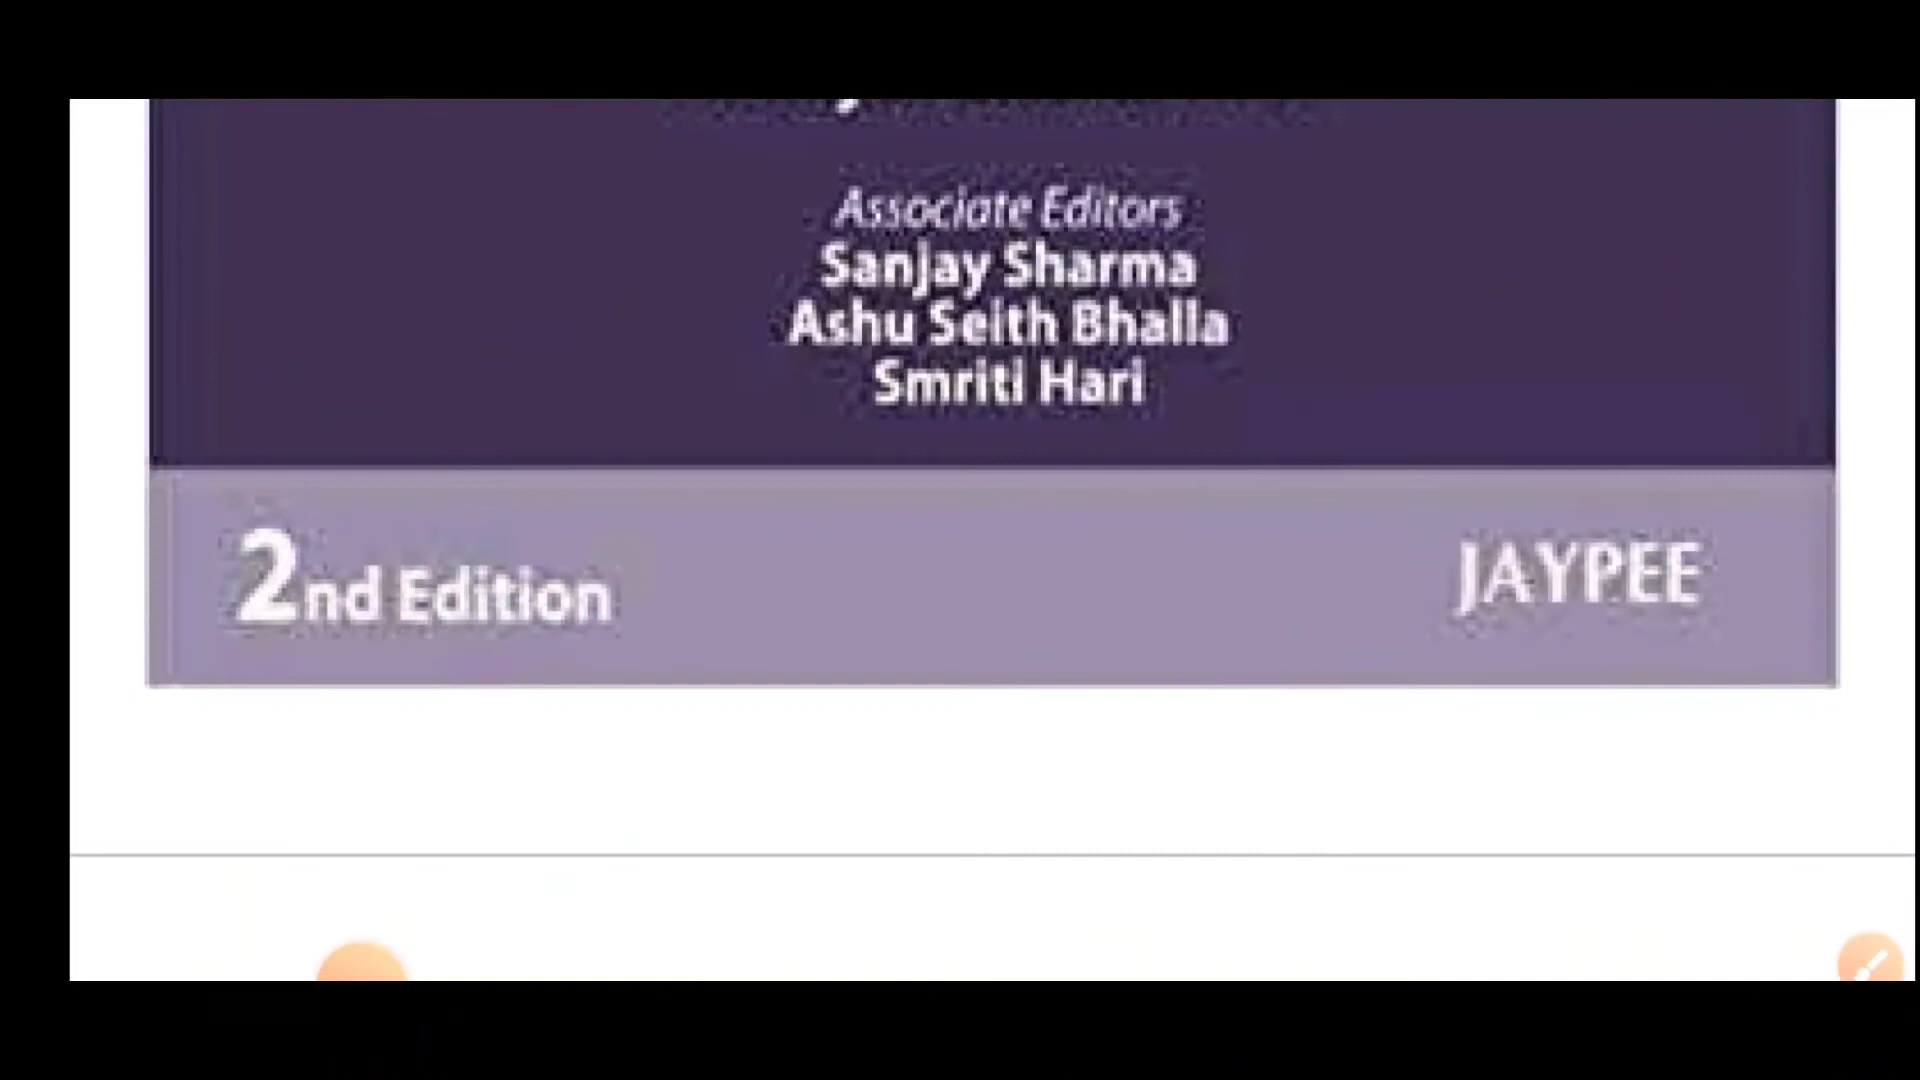 Associate Editors
Sanjay Sharma
Ashu Seith Bhalla
Smriti Hari
2nd Edition
JAYPEE